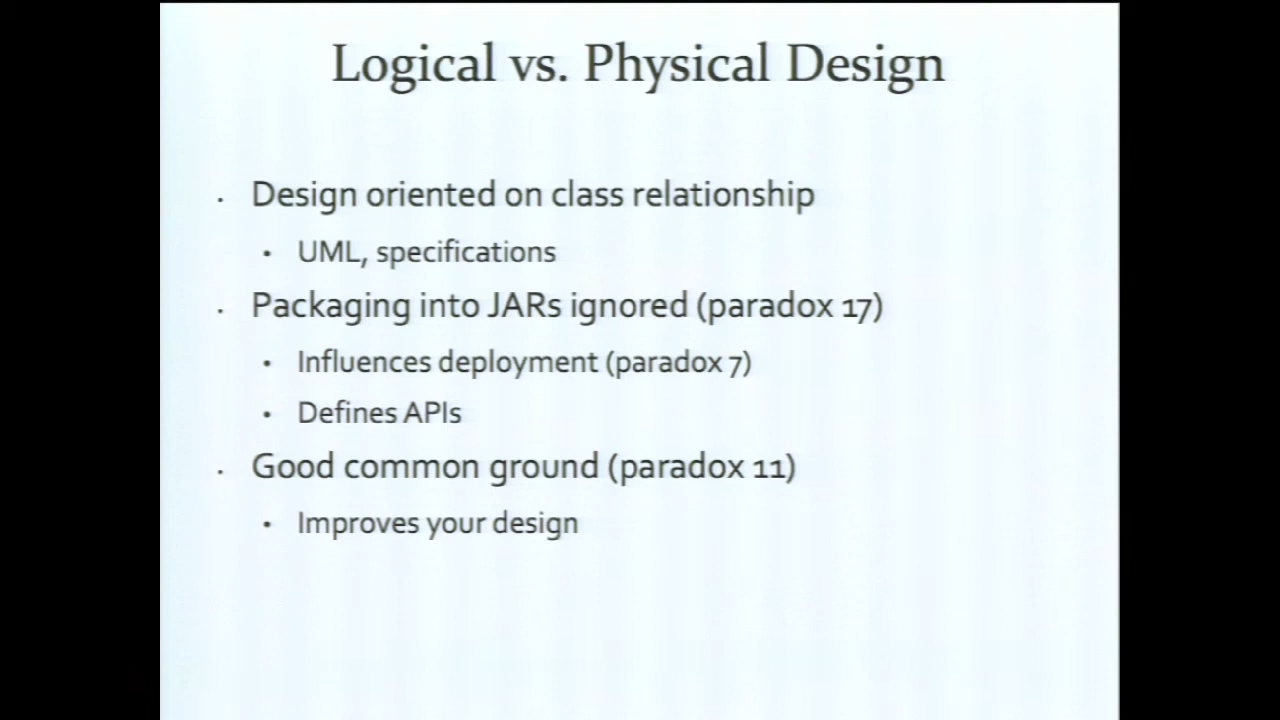 Logical vs. Physical Design
Design oriented on class relationship
UML, specifications
Packaging into JARs ignored (paradox 17)
Influences deployment (paradox 7)
Defines APIs
Good common ground (paradox 11)
Improves your design